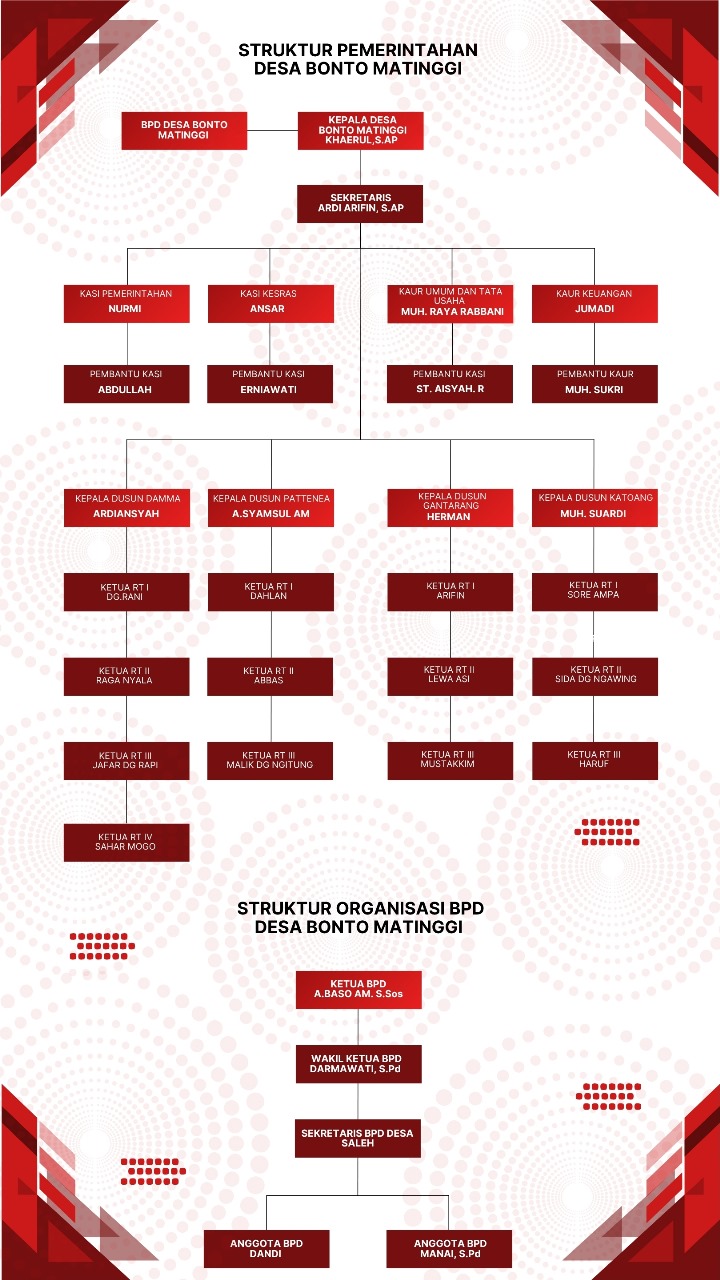 STRUKTUR PEMERINTAHAN
DESA BONTO MATINGGI
BPD DESA BONTO
MATINGGI
KEPALA DESA
BONTO MATINGGI
KHAERUL,S.AP
SEKRETARIS
ARDI ARIFIN, S.AP
KASI PEMERINTAHAN
NURMI
KASI KESRAS
ANSAR
KAUR UMUM DAN TATA
USAHA
MUH. RAYA RABBANI
KAUR KEUANGAN
JUMADI
PEMBANTU KASI
ABDULLAH
PEMBANTU KASI
ERNIAWATI
PEMBANTU KASI
ST. AISYAH. R
PEMBANTU KAUR
MUH. SUKRI
KEPALA DUSUN DAMMA
ARDIANSYAH
KEPALA DUSUN PATTENEA
A.SYAMSUL AM
KEPALA DUSUN
GANTARANG
HERMAN
KEPALA DUSUN KATOANG
MUH. SUARDI
KETUA RT I
DG.RANI
KETUA RT I
DAHLAN
KETUA RT I
ARIFIN
KETUA RT I
SORE AMPA
KETUA RT II
RAGA NYALA
KETUA RT II
ABBAS
KETUA RT II
LEWA ASI
KETUA RT II
SIDA DG NGAWING
KETUA RT III
JAFAR DG RAPI
KETUA RT III
MALIK DG NGITUNG
KETUA RT III
MUSTAKKIM
KETUA RT III
HARUF
KETUA RT IV
SAHAR MOGO
STRUKTUR ORGANISASI BPD
DESA BONTO MATINGGI
KETUA BPD
A.BASO AM. S.Sos
WAKIL KETUA BPD
DARMAWATI, S.Pd
SEKRETARIS BPD DESA
SALEH
ANGGOTA BPD
DANDI
ANGGOTA BPD
MANAI, S.Pd